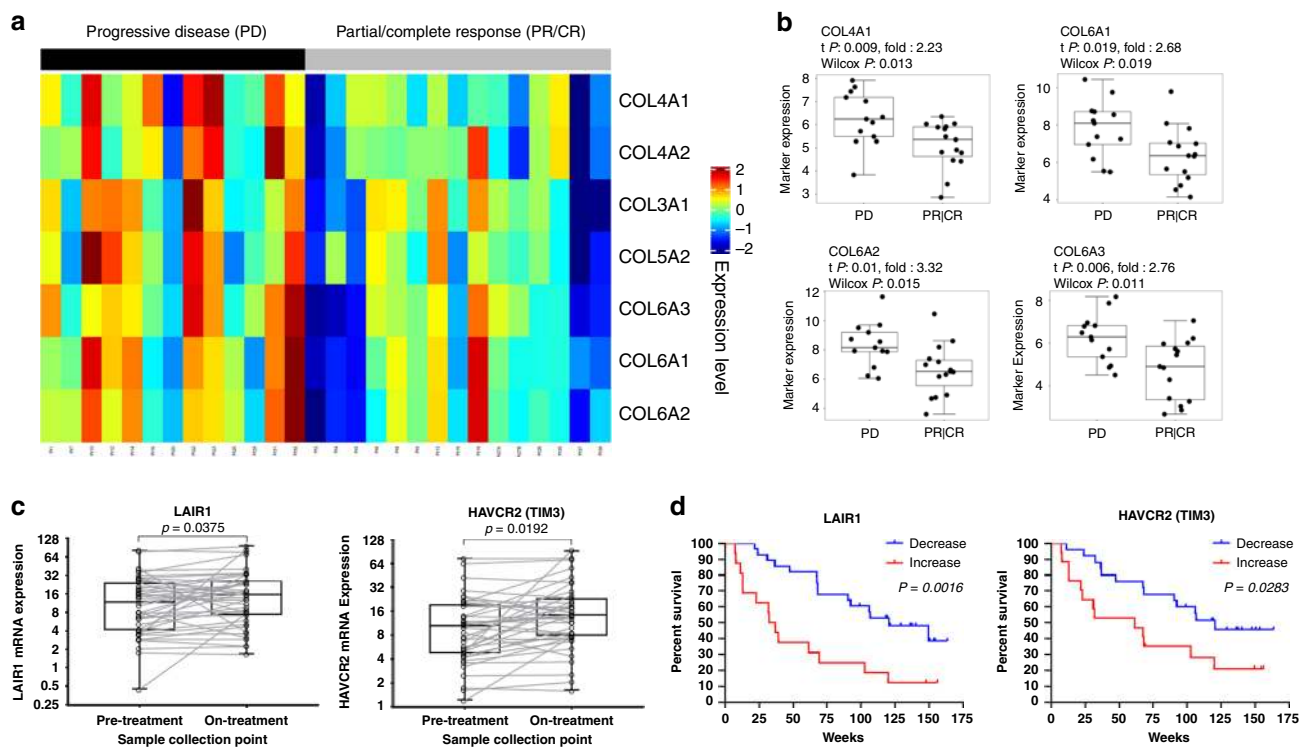 a
Progressive disease (PD)
Partial/complete response (PR/CR)
COL4A1
COL4A2
COL3A1
COL5A2
COL6A3
COL6A1
COL6A2
2
1
0
−1
−2
Expression level
b
COL4A1
t P: 0.009, fold : 2.23
Wilcox P: 0.013
Marker expression
8
7
6
5
4
3
PD
PR|CR
COL6A1
t P: 0.019, fold : 2.68
Wilcox P: 0.019
Marker expression
10
8
6
4
PD
PR|CR
COL6A2
t P: 0.01, fold : 3.32
Wilcox P: 0.015
Marker expression
12
10
8
6
4
PD
PR|CR
COL6A3
t P: 0.006, fold : 2.76
Wilcox P: 0.011
Marker Expression
8
6
4
PD
PR|CR
c
LAIR1
p = 0.0375
LAIR1 mRNA expression
128
64
32
16
8
4
2
1
0.5
0.25
Pre-treatment
On-treatment
Sample collection point
HAVCR2 (TIM3)
p = 0.0192
HAVCR2 mRNA Expression
128
64
32
16
8
4
2
1
Pre-treatment
On-treatment
Sample collection point
d
LAIR1
Decrease
Increase
P = 0.0016
Percent survival
100
90
80
70
60
50
40
30
20
10
0
0
25
50
75
100
125
150
175
Weeks
HAVCR2 (TIM3)
Decrease
Increase
P = 0.0283
Percent survival
100
90
80
70
60
50
40
30
20
10
0
0
25
50
75
100
125
150
175
Weeks